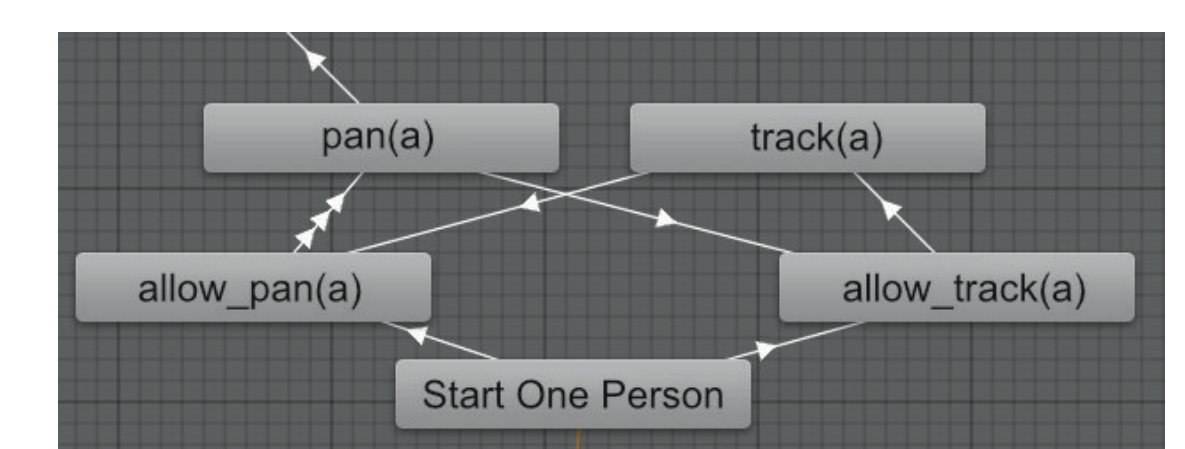 pan(a)
track(a)
allow_pan(a)
allow_track(a)
Start One Person